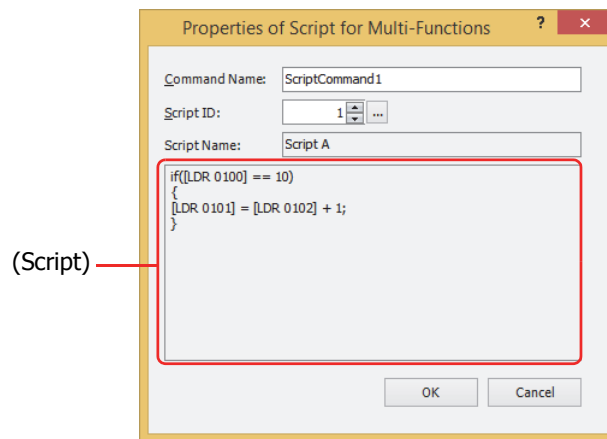 Properties of Script for Multi-Functions ? ×
Command Name: ScriptCommand1
Script ID: 1 ...
Script Name: Script A
if([LDR 0100] == 10)
{
[LDR 0101] = [LDR 0102] + 1;
}
(Script)
OK Cancel